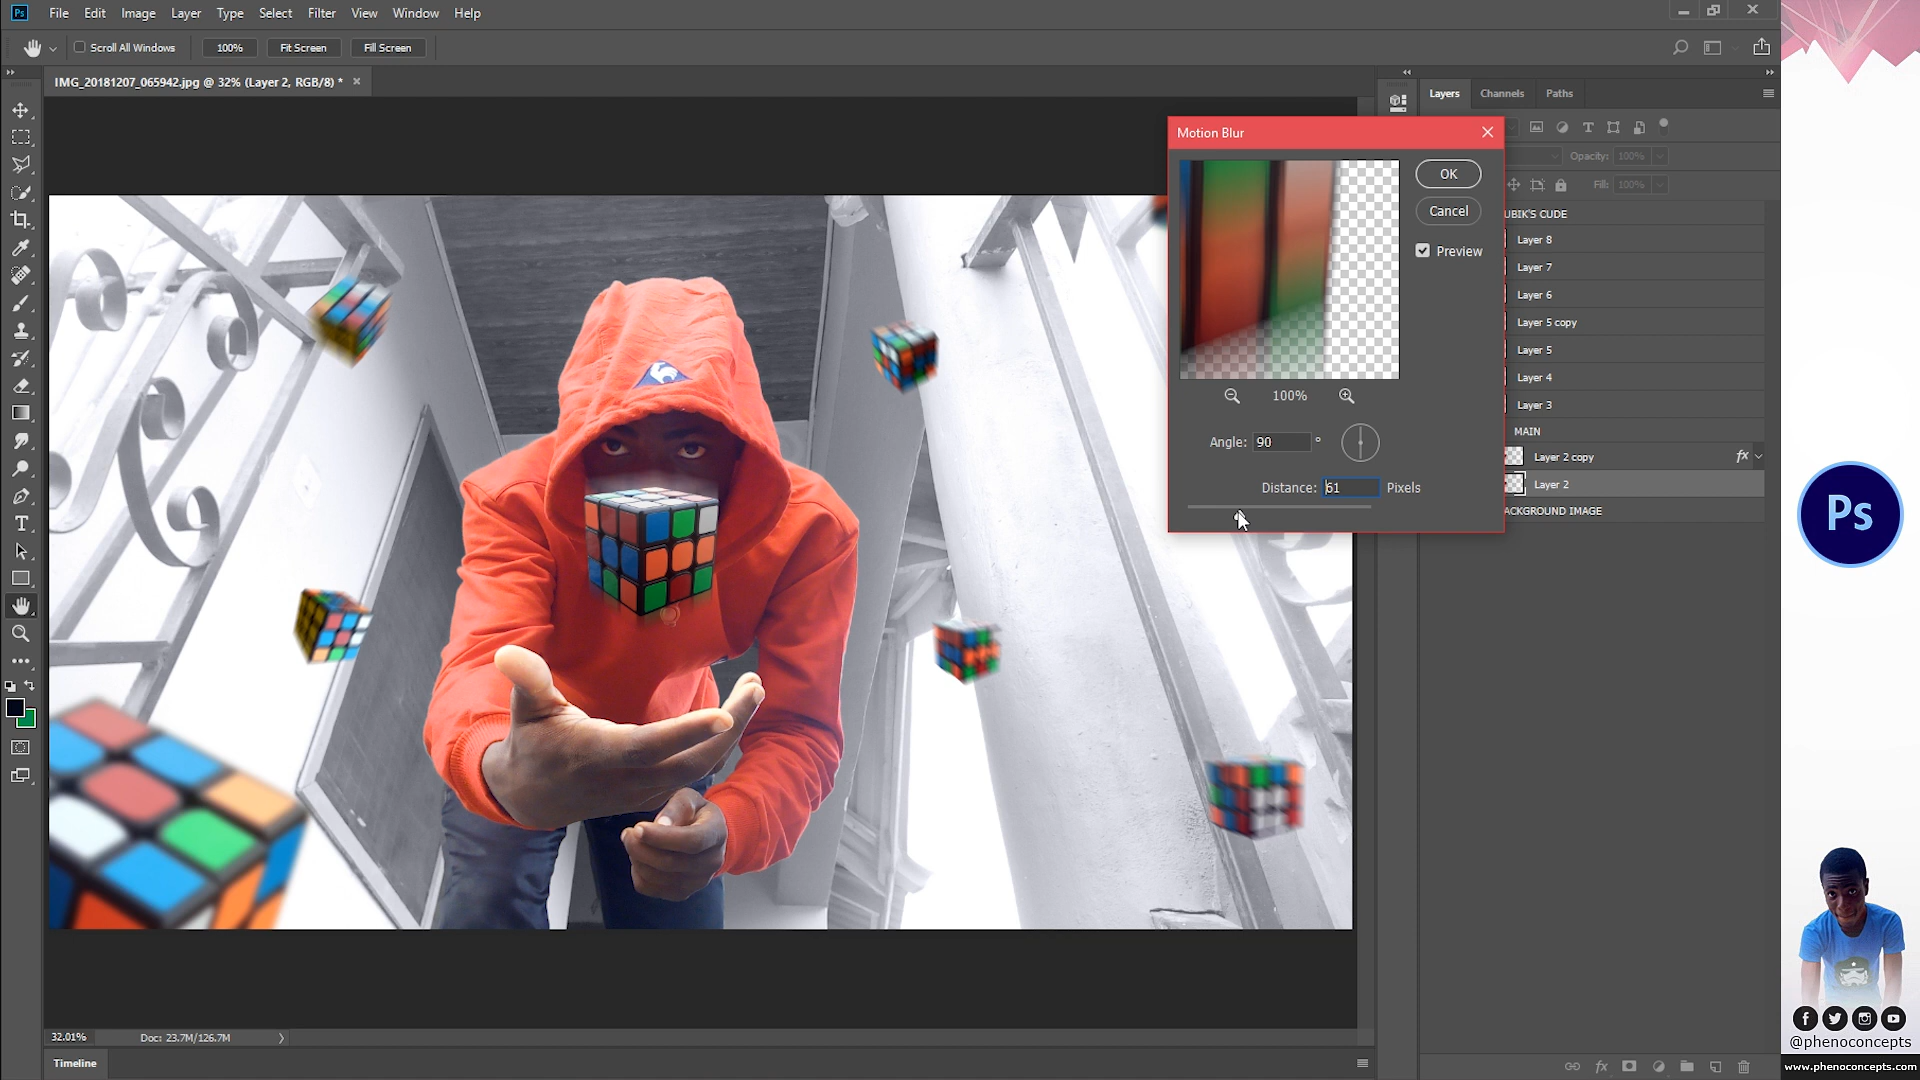 Ps File Edit Image Layer Type Select Filter View Window Help
Scroll All Windows 100% Fit Screen Fill Screen
IMG_20181207_065942.jpg @ 32% (Layer 2, RGB/8) *
Layers Channels Paths
Motion Blur
OK
Cancel
Preview
100%
Angle: 90 °
Distance: 61 Pixels
Opacity: 100%
Fill: 100%
UBIK'S CUDE
Layer 8
Layer 7
Layer 6
Layer 5 copy
Layer 5
Layer 4
Layer 3
MAIN
Layer 2 copy fx
Layer 2
ACKGROUND IMAGE
Ps
32.01% Doc: 23.7M/126.7M
Timeline
fx
@phenoconcepts
www.phenoconcepts.com